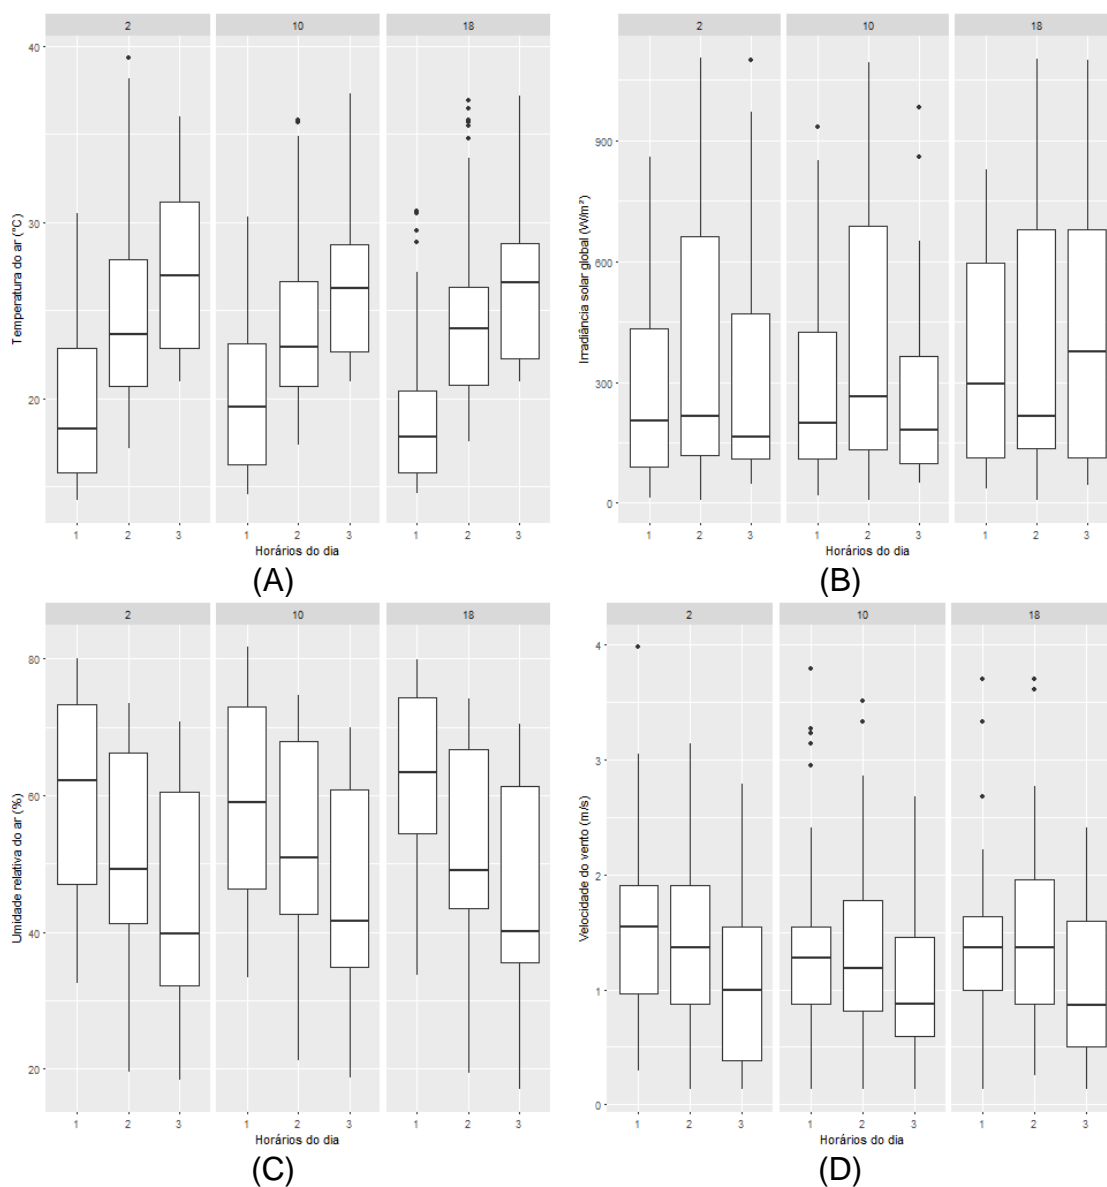 2 10 18
40
30
20
Temperatura do ar (°C)
1 2 3 1 2 3 1 2 3
Horários do dia
(A)
2 10 18
900
600
300
0
Irradiância solar global (W/m²)
1 2 3 1 2 3 1 2 3
Horários do dia
(B)
2 10 18
80
60
40
20
Umidade relativa do ar (%)
1 2 3 1 2 3 1 2 3
Horários do dia
(C)
2 10 18
4
3
2
1
0
Velocidade do vento (m/s)
1 2 3 1 2 3 1 2 3
Horários do dia
(D)